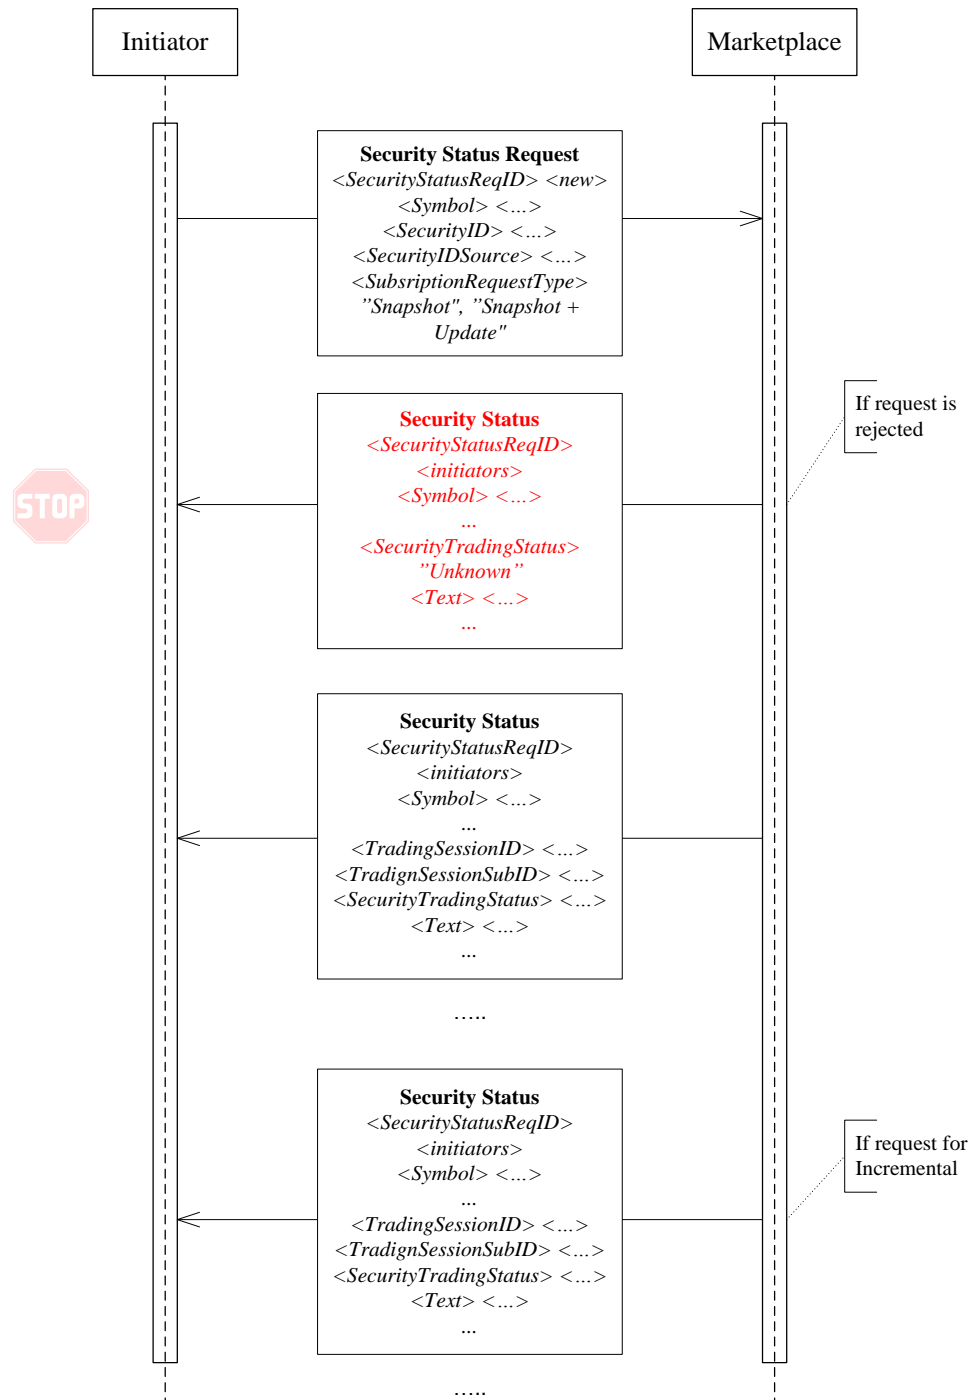 Initiator
Marketplace
Security Status Request
<SecurityStatusReqID> <new>
<Symbol> <...>
<SecurityID> <...>
<SecurityIDSource> <...>
<SubsriptionRequestType>
”Snapshot", ”Snapshot +
Update"
If request is
rejected
Security Status
<SecurityStatusReqID>
<initiators>
<Symbol> <...>
...
<SecurityTradingStatus>
”Unknown”
<Text> <...>
...
STOP
Security Status
<SecurityStatusReqID>
<initiators>
<Symbol> <...>
...
<TradingSessionID> <...>
<TradignSessionSubID> <...>
<SecurityTradingStatus> <...>
<Text> <...>
...
.....
Security Status
<SecurityStatusReqID>
<initiators>
<Symbol> <...>
...
<TradingSessionID> <...>
<TradignSessionSubID> <...>
<SecurityTradingStatus> <...>
<Text> <...>
...
If request for
Incremental
.....